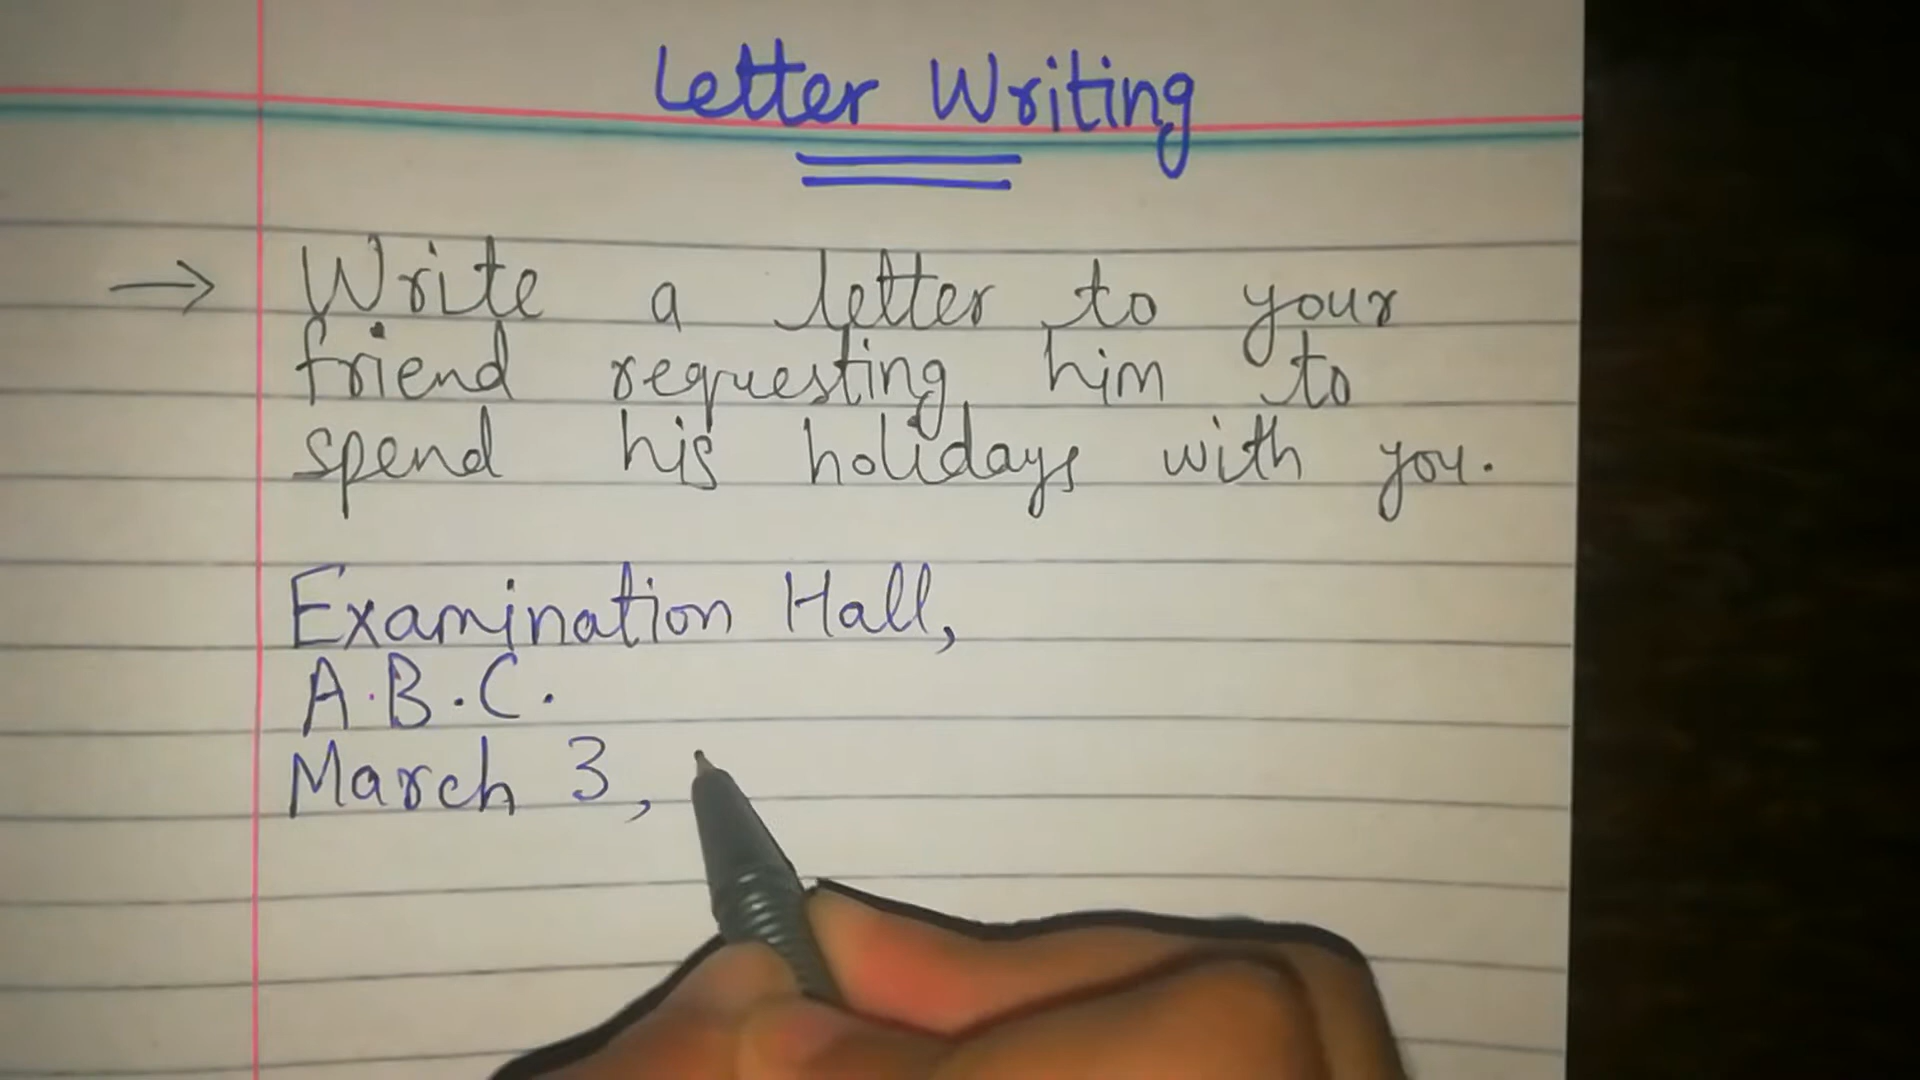 Letter Writing
→ Write a letter to your
friend requesting him to
spend his holidays with you.
Examination Hall,
A.B.C.
March 3,